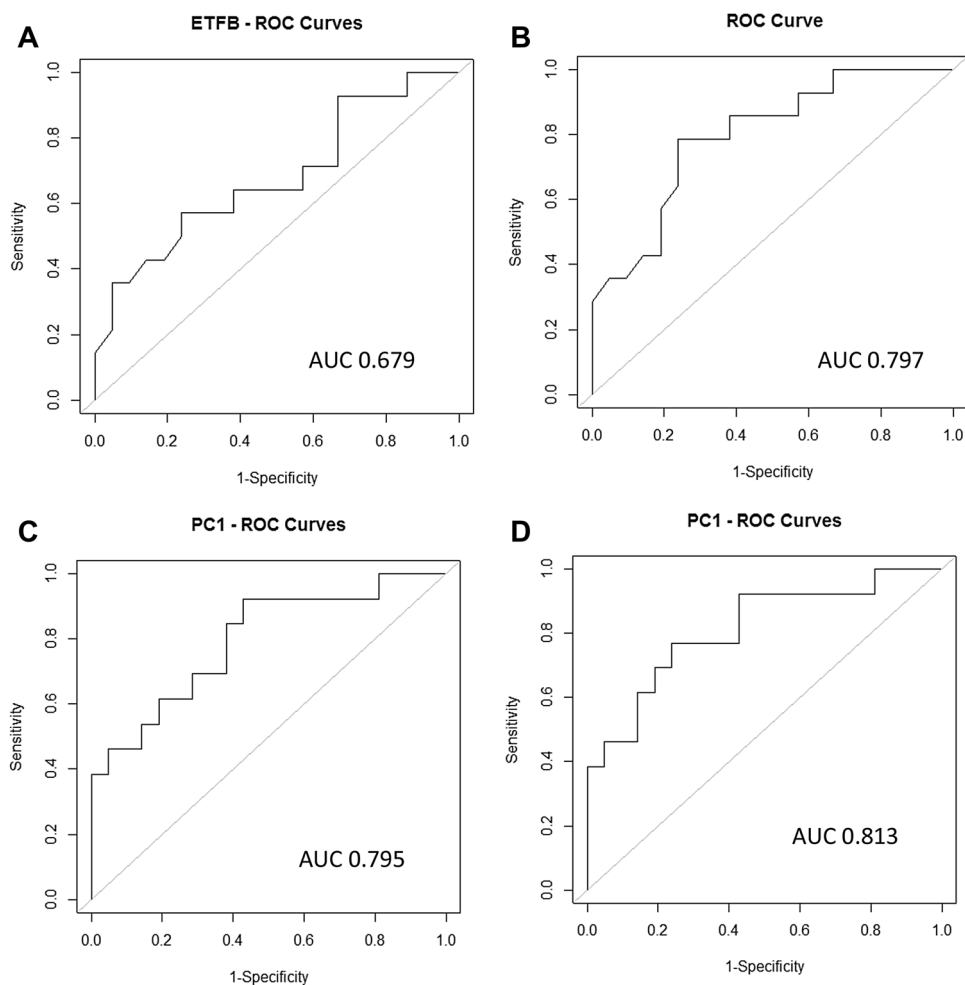 A
ETFB - ROC Curves
Sensitivity
1.0
0.8
0.6
0.4
0.2
0.0
AUC 0.679
0.0 0.2 0.4 0.6 0.8 1.0
1-Specificity
B
ROC Curve
Sensitivity
1.0
0.8
0.6
0.4
0.2
0.0
AUC 0.797
0.0 0.2 0.4 0.6 0.8 1.0
1-Specificity
C
PC1 - ROC Curves
Sensitivity
1.0
0.8
0.6
0.4
0.2
0.0
AUC 0.795
0.0 0.2 0.4 0.6 0.8 1.0
1-Specificity
D
PC1 - ROC Curves
Sensitivity
1.0
0.8
0.6
0.4
0.2
0.0
AUC 0.813
0.0 0.2 0.4 0.6 0.8 1.0
1-Specificity